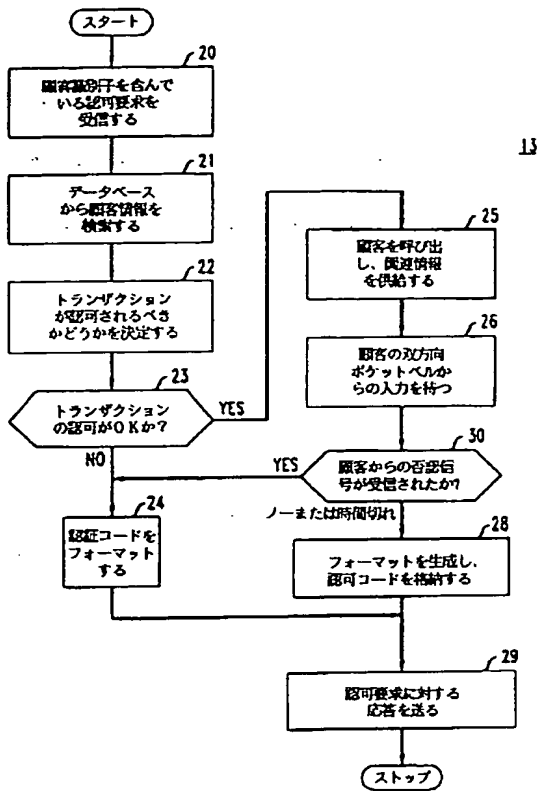 スタート
20
顧客識別子を含んで
いる認可要求を
受信する
21
データベース
から顧客情報を
検索する
22
トランザクション
が認可されるべき
かどうかを決定する
23
トランザクション
の認可がOKか?
YES
NO
24
認証コードを
フォーマット
する
13
25
顧客を呼び出
し、関連情報
を供給する
26
顧客の双方向
ポケットベルか
らの入力を待つ
30
顧客からの否認信
号が受信されたか?
YES
ノーまたは時間切れ
28
フォーマットを生成し、
認可コードを格納する
29
認可要求に対する
応答を送る
ストップ